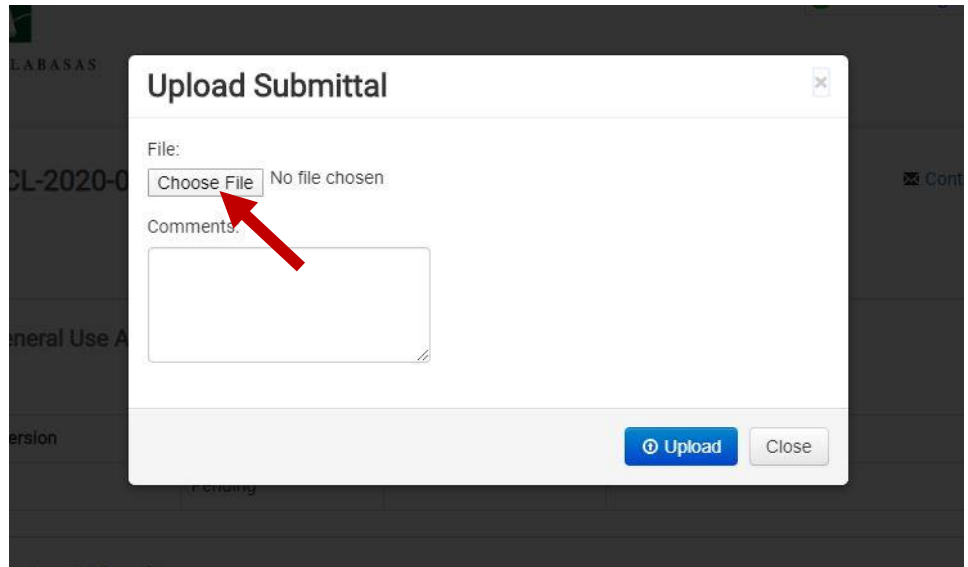 LABASAS
Upload Submittal
×
File:
Choose File No file chosen
CL-2020-0
Cont
Comments:
eneral Use A
ersion
Upload
Close
Pending